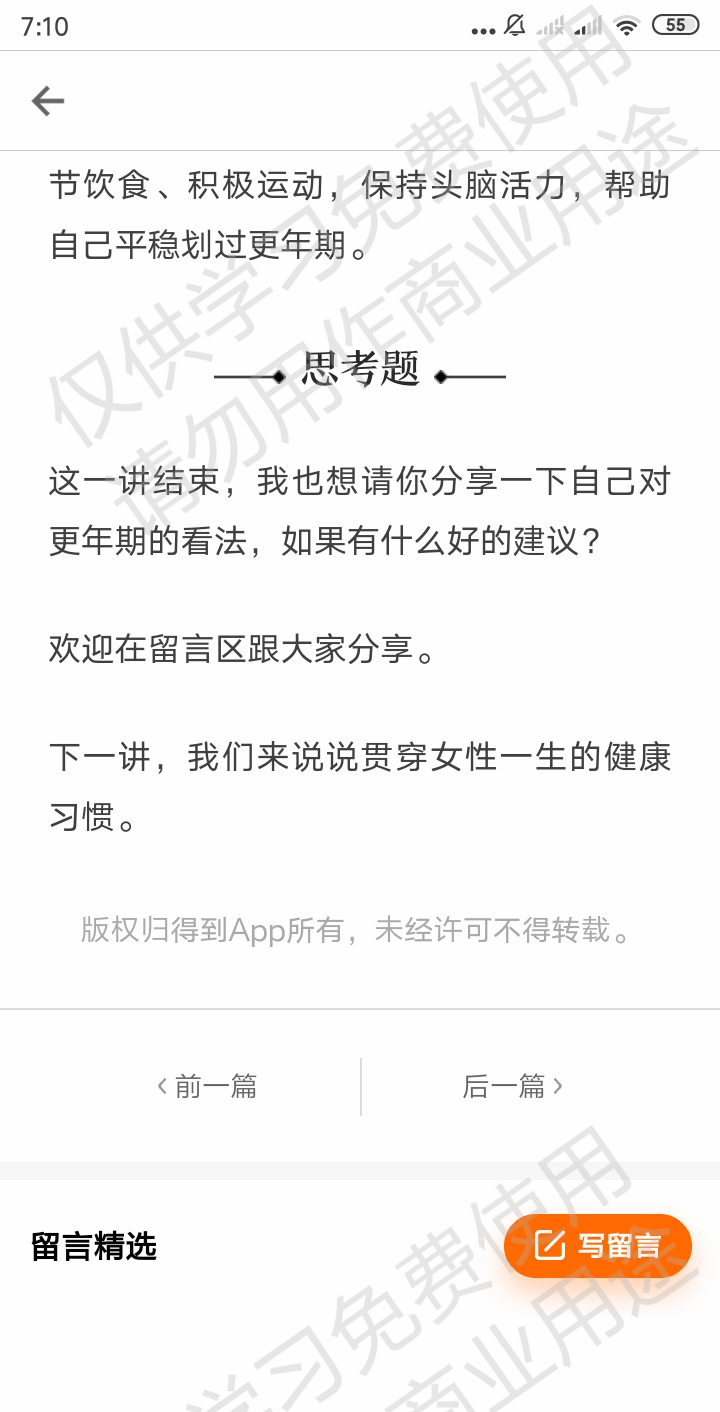 7:10
55
节饮食、积极运动，保持头脑活力，帮助
自己平稳划过更年期。
思考题
这一讲结束，我也想请你分享一下自己对
更年期的看法，如果有什么好的建议？
欢迎在留言区跟大家分享。
下一讲，我们来说说贯穿女性一生的健康
习惯。
版权归得到App所有，未经许可不得转载。
前一篇
后一篇
留言精选
写留言
仅供学习免费使用
请勿用作商业用途
学习免费使用
商业用途